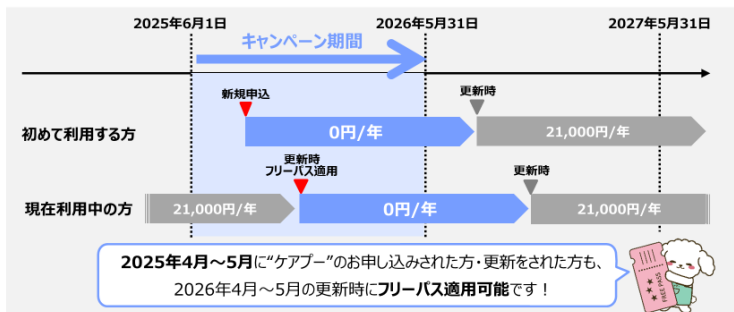 2025年6月1日
2026年5月31日
2027年5月31日
キャンペーン期間
新規申込
更新時
初めて利用する方
0円/年
21,000円/年
更新時
フリーパス適用
更新時
現在利用中の方
21,000円/年
0円/年
21,000円/年
2025年4月～5月に“ケアプー”のお申し込みされた方・更新をされた方も、
2026年4月～5月の更新時にフリーパス適用可能です！
FREE PASS